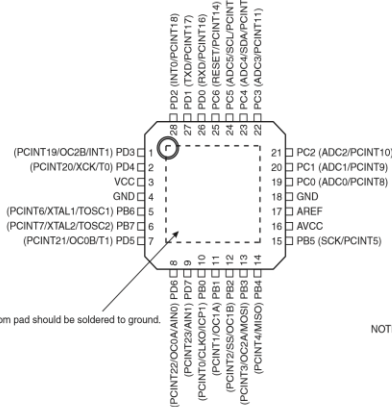 PD2 (INT0/PCINT18)
PD1 (TXD/PCINT17)
PD0 (RXD/PCINT16)
PC6 (RESET/PCINT14)
PC5 (ADC5/SCL/PCINT
PC4 (ADC4/SDA/PCINT
PC3 (ADC3/PCINT11)
28
27
26
25
24
23
22
(PCINT19/OC2B/INT1) PD3 1
(PCINT20/XCK/T0) PD4 2
VCC 3
GND 4
(PCINT6/XTAL1/TOSC1) PB6 5
(PCINT7/XTAL2/TOSC2) PB7 6
(PCINT21/OC0B/T1) PD5 7
21 PC2 (ADC2/PCINT10)
20 PC1 (ADC1/PCINT9)
19 PC0 (ADC0/PCINT8)
18 GND
17 AREF
16 AVCC
15 PB5 (SCK/PCINT5)
8
9
10
11
12
13
14
(PCINT22/OC0A/AIN0) PD6
(PCINT23/AIN1) PD7
(PCINT0/CLKO/ICP1) PB0
(PCINT1/OC1A) PB1
(PCINT2/SS/OC1B) PB2
(PCINT3/OC2A/MOSI) PB3
(PCINT4/MISO) PB4
om pad should be soldered to ground.
NOT